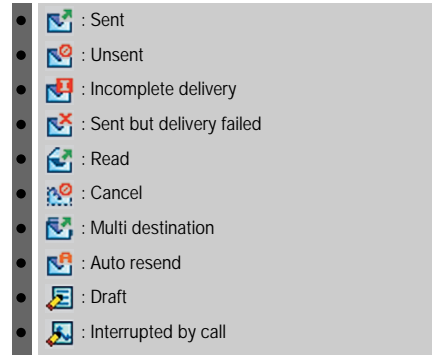 : Sent
: Unsent
: Incomplete delivery
: Sent but delivery failed
: Read
: Cancel
: Multi destination
: Auto resend
: Draft
: Interrupted by call